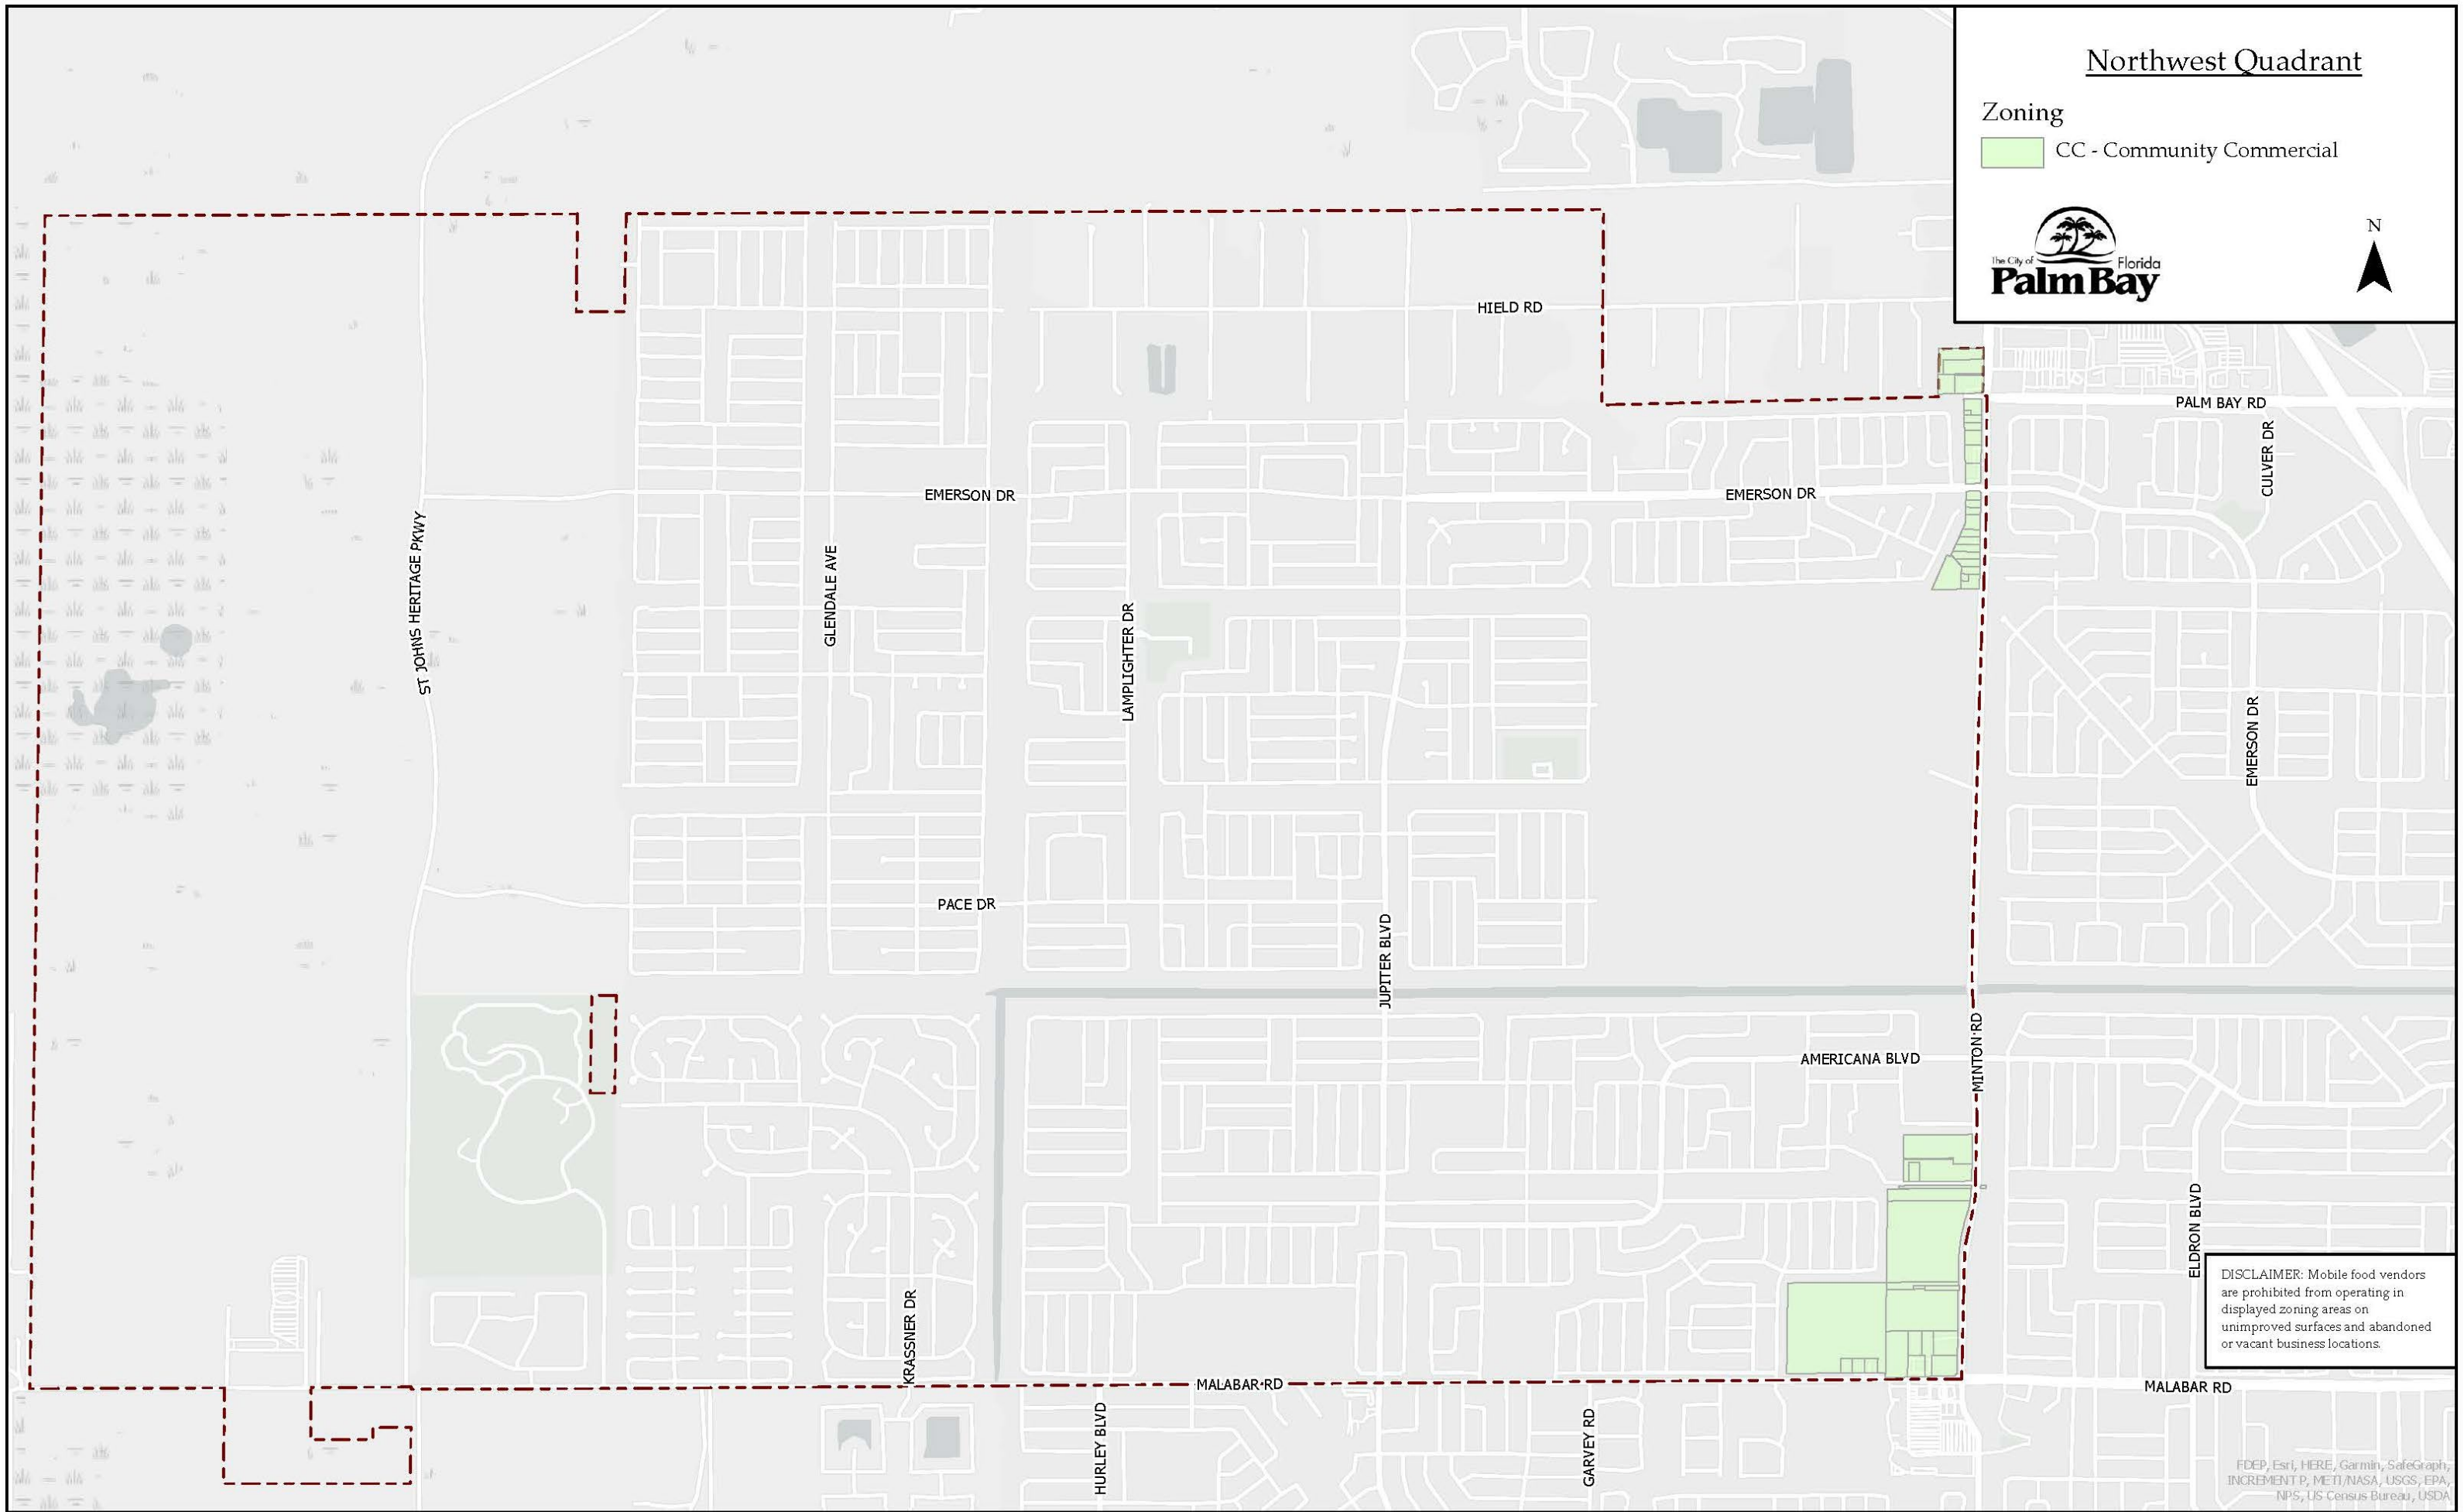 Northwest Quadrant
Zoning
CC - Community Commercial
The City of
Florida
Palm Bay
N
HIELD RD
PALM BAY RD
CULVER DR
EMERSON DR
EMERSON DR
ST JOHNS HERITAGE PKWY
GLENDALE AVE
LAMPLIGHTER DR
EMERSON DR
PACE DR
JUPITER BLVD
MINTON RD
AMERICANA BLVD
ELDRON BLVD
KRASSNER DR
MALABAR RD
MALABAR RD
HURLEY BLVD
GARVEY RD
DISCLAIMER: Mobile food vendors
are prohibited from operating in
displayed zoning areas on
unimproved surfaces and abandoned
or vacant business locations.
FDEP, Esri, HERE, Garmin, SafeGraph,
INCREMENT P, METI/NASA, USGS, EPA,
NPS, US Census Bureau, USDA